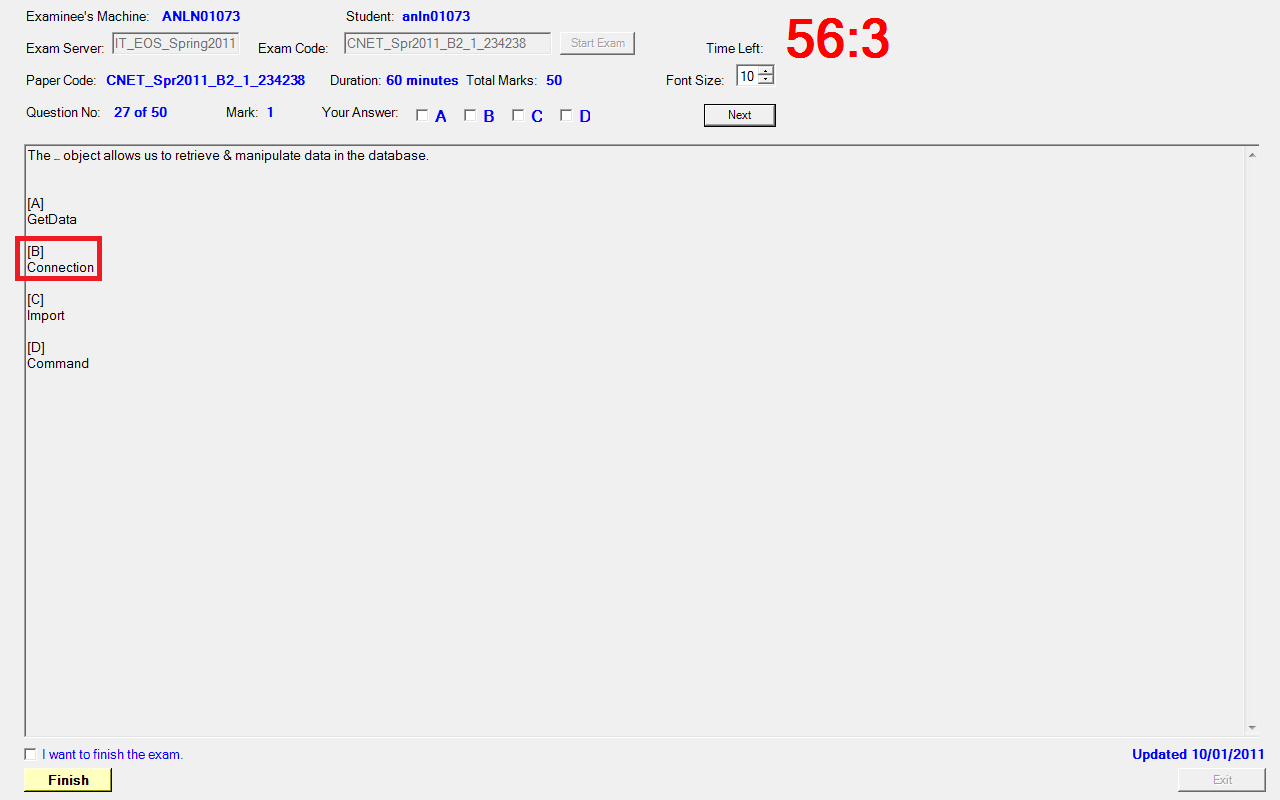 Examinee's Machine: ANLN01073 Student: anln01073
Exam Server: IT_EOS_Spring2011 Exam Code: CNET_Spr2011_B2_1_234238 Start Exam Time Left: 56:3
Paper Code: CNET_Spr2011_B2_1_234238 Duration: 60 minutes Total Marks: 50 Font Size: 10
Question No: 27 of 50 Mark: 1 Your Answer: A B C D Next
The _ object allows us to retrieve & manipulate data in the database.
[A]
GetData
[B]
Connection
[C]
Import
[D]
Command
I want to finish the exam. Updated 10/01/2011
Finish Exit